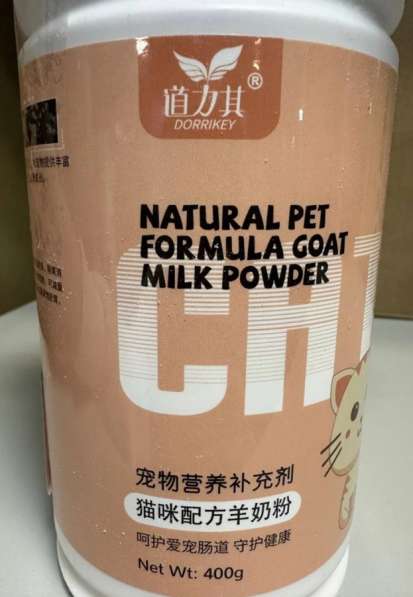 道力其®
DORRIKEY
NATURAL PET
FORMULA GOAT
MILK POWDER
CAT
宠物营养补充剂
猫咪配方羊奶粉
呵护爱宠肠道 守护健康
Net Wt: 400g